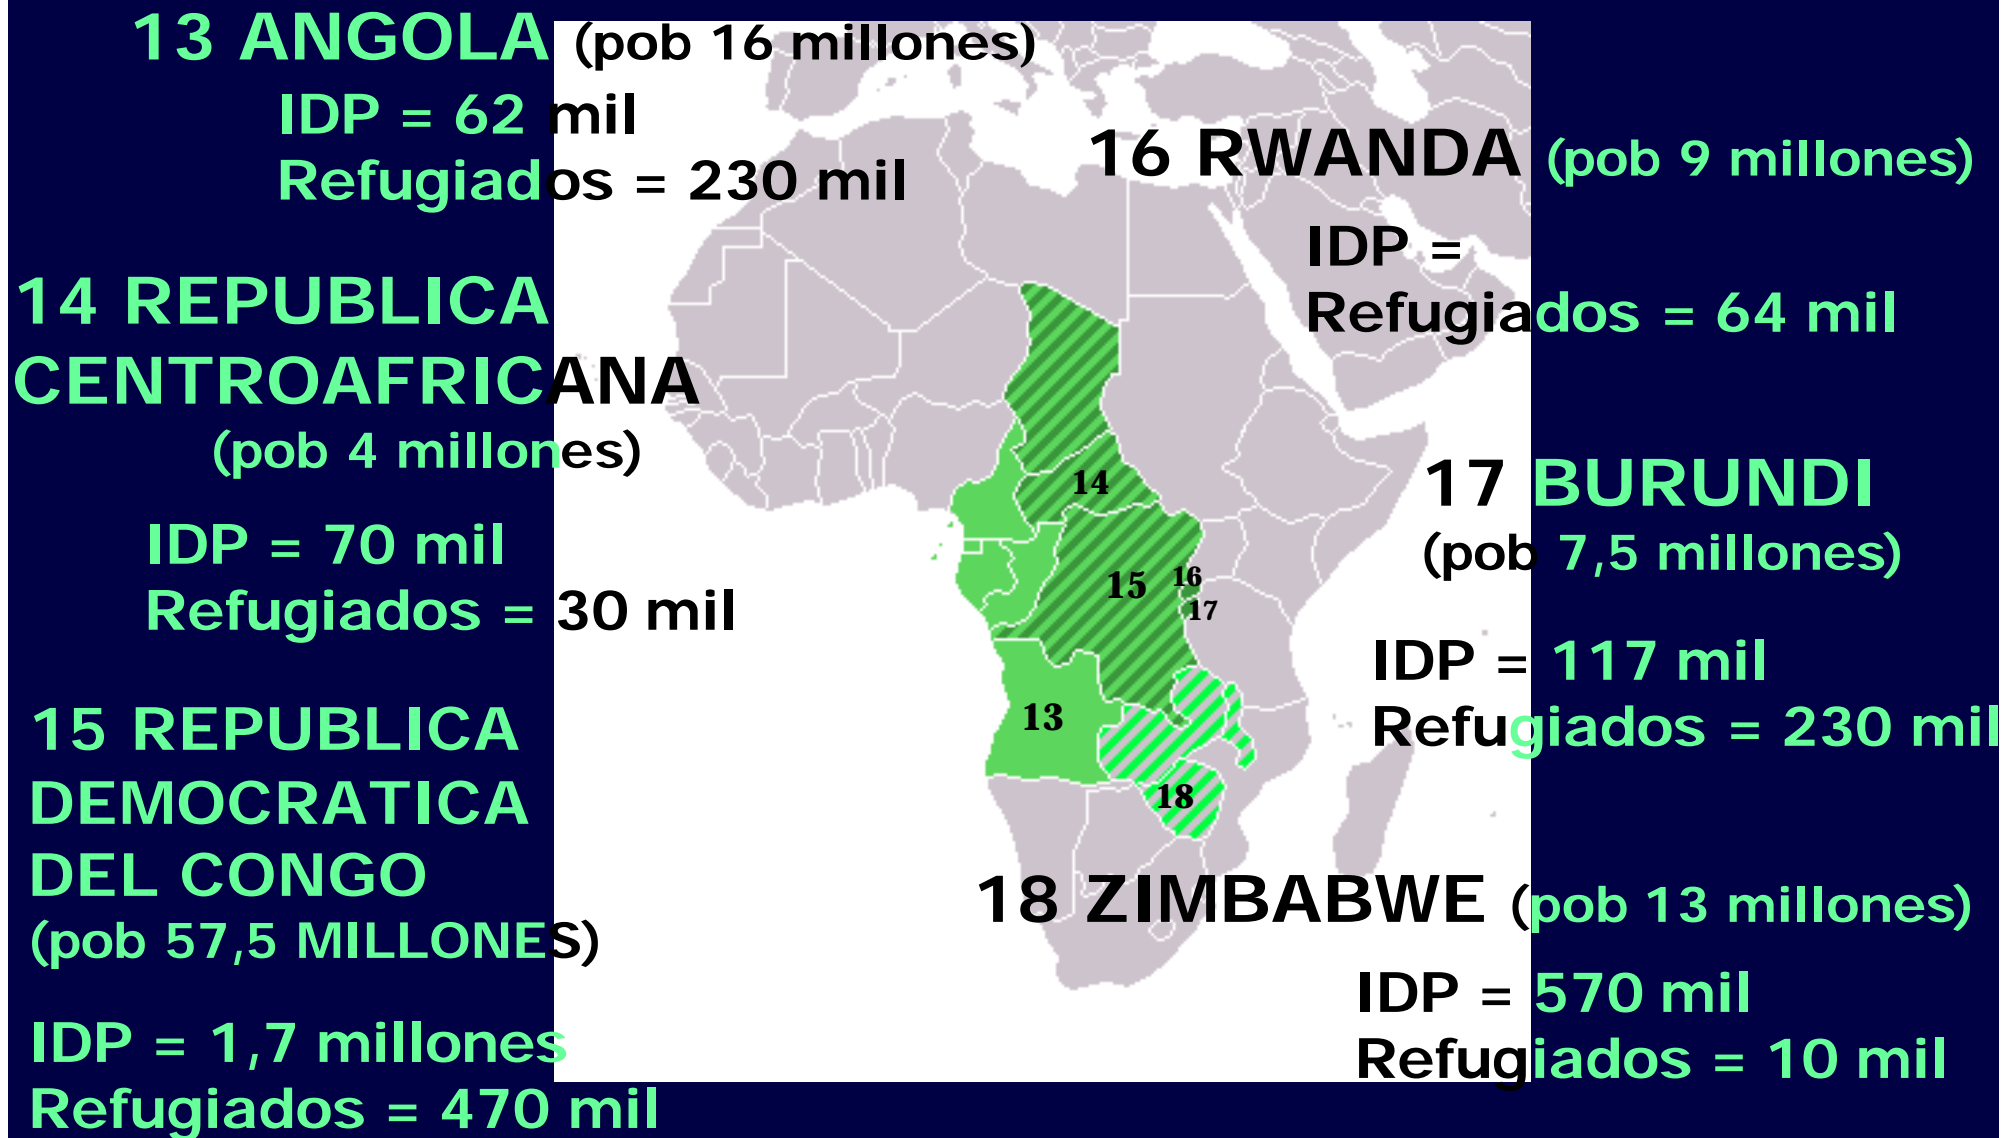 13 ANGOLA (pob 16 millones)
IDP = 62 mil
Refugiados = 230 mil
14 REPUBLICA
CENTROAFRICANA
(pob 4 millones)
IDP = 70 mil
Refugiados = 30 mil
15 REPUBLICA
DEMOCRATICA
DEL CONGO
(pob 57,5 MILLONES)
IDP = 1,7 millones
Refugiados = 470 mil
16 RWANDA (pob 9 millones)
IDP =
Refugiados = 64 mil
17 BURUNDI
(pob 7,5 millones)
IDP = 117 mil
Refugiados = 230 mil
18 ZIMBABWE (pob 13 millones)
IDP = 570 mil
Refugiados = 10 mil
14
15
16
17
13
18